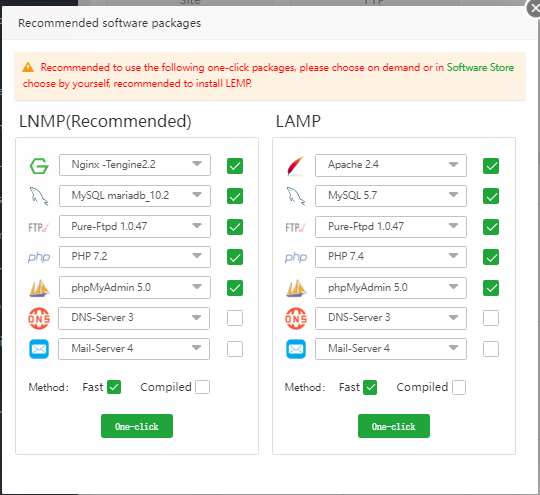 Site
FTP
Recommended software packages
Recommended to use the following one-click packages, please choose on demand or in Software Store
choose by yourself, recommended to install LEMP.
LNMP(Recommended)
Nginx -Tengine2.2
MySQL mariadb_10.2
FTP Pure-Ftpd 1.0.47
php PHP 7.2
phpMyAdmin 5.0
DNS DNS-Server 3
Mail-Server 4
Method: Fast Compiled
One-click
LAMP
Apache 2.4
MySQL 5.7
FTP Pure-Ftpd 1.0.47
php PHP 7.4
phpMyAdmin 5.0
DNS DNS-Server 3
Mail-Server 4
Method: Fast Compiled
One-click